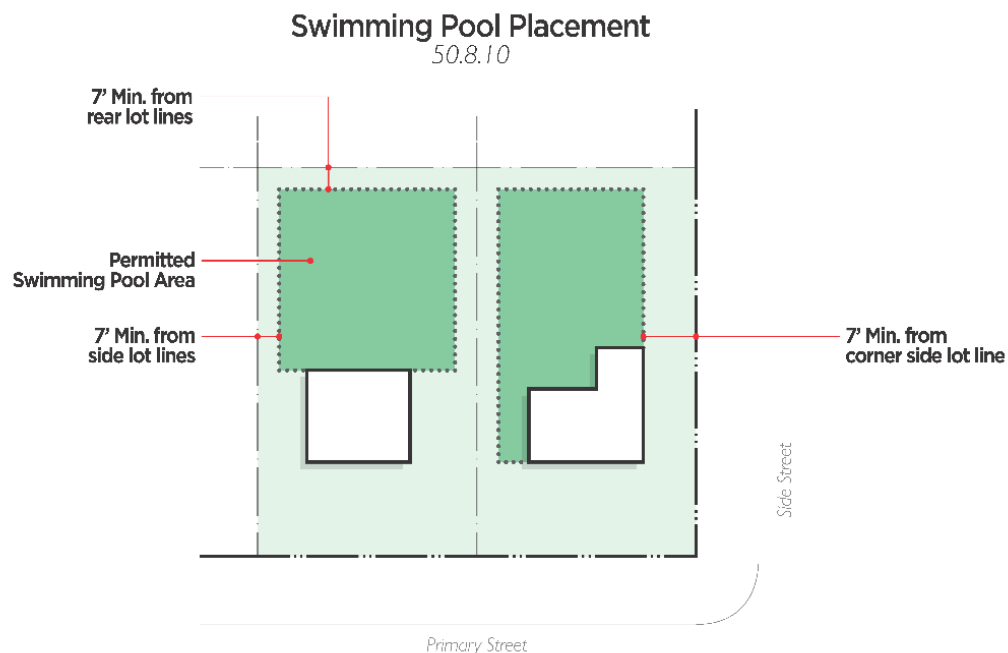 Swimming Pool Placement
50.8.10
7' Min. from
rear lot lines
Permitted
Swimming Pool Area
7' Min. from
side lot lines
7' Min. from
corner side lot line
Side Street
Primary Street